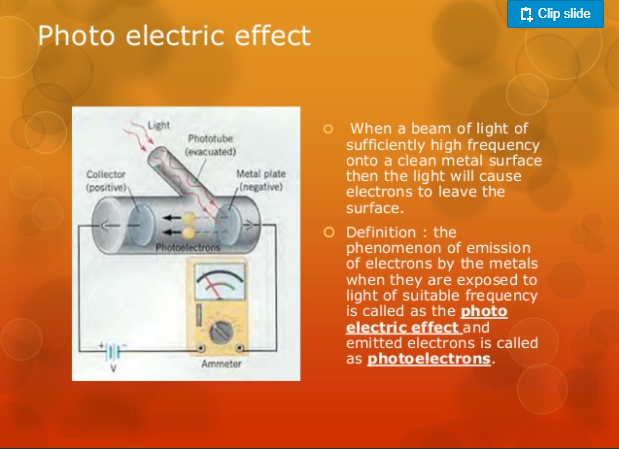 Clip slide
Photo electric effect
Light
Phototube
(evacuated)
Collector
(positive)
Metal plate
(negative)
Photoelectrons
+ −
V
Ammeter
When a beam of light of
sufficiently high frequency
onto a clean metal surface
then the light will cause
electrons to leave the
surface.
Definition : the
phenomenon of emission
of electrons by the metals
when they are exposed to
light of suitable frequency
is called as the photo
electric effect and
emitted electrons is called
as photoelectrons.